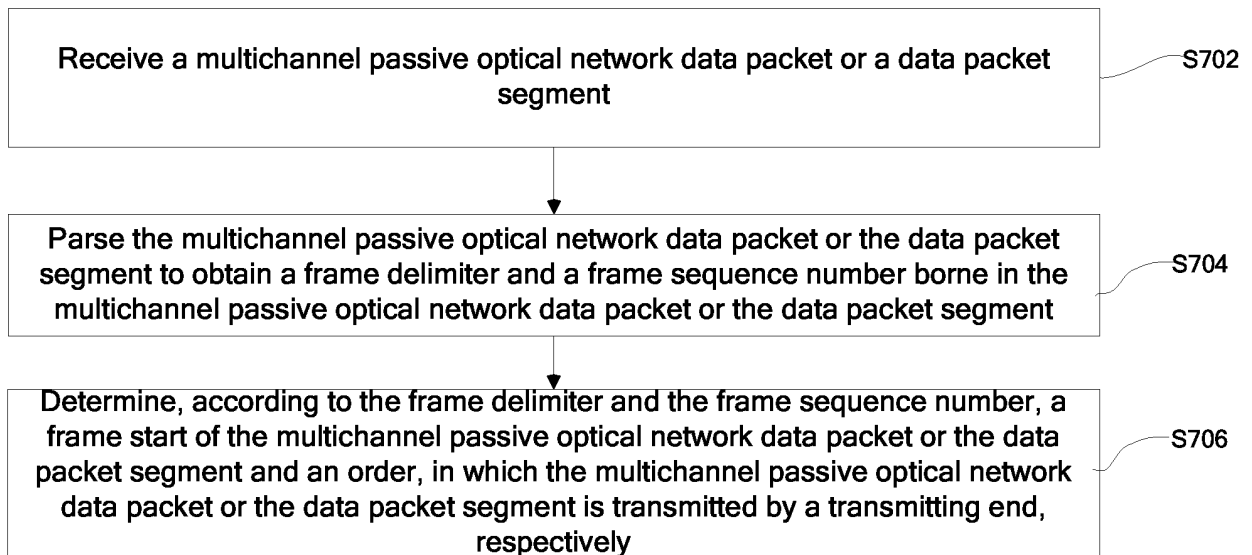 Receive a multichannel passive optical network data packet or a data packet
segment
S702
Parse the multichannel passive optical network data packet or the data packet
segment to obtain a frame delimiter and a frame sequence number borne in the
multichannel passive optical network data packet or the data packet segment
S704
Determine, according to the frame delimiter and the frame sequence number, a
frame start of the multichannel passive optical network data packet or the data
packet segment and an order, in which the multichannel passive optical network
data packet or the data packet segment is transmitted by a transmitting end,
respectively
S706